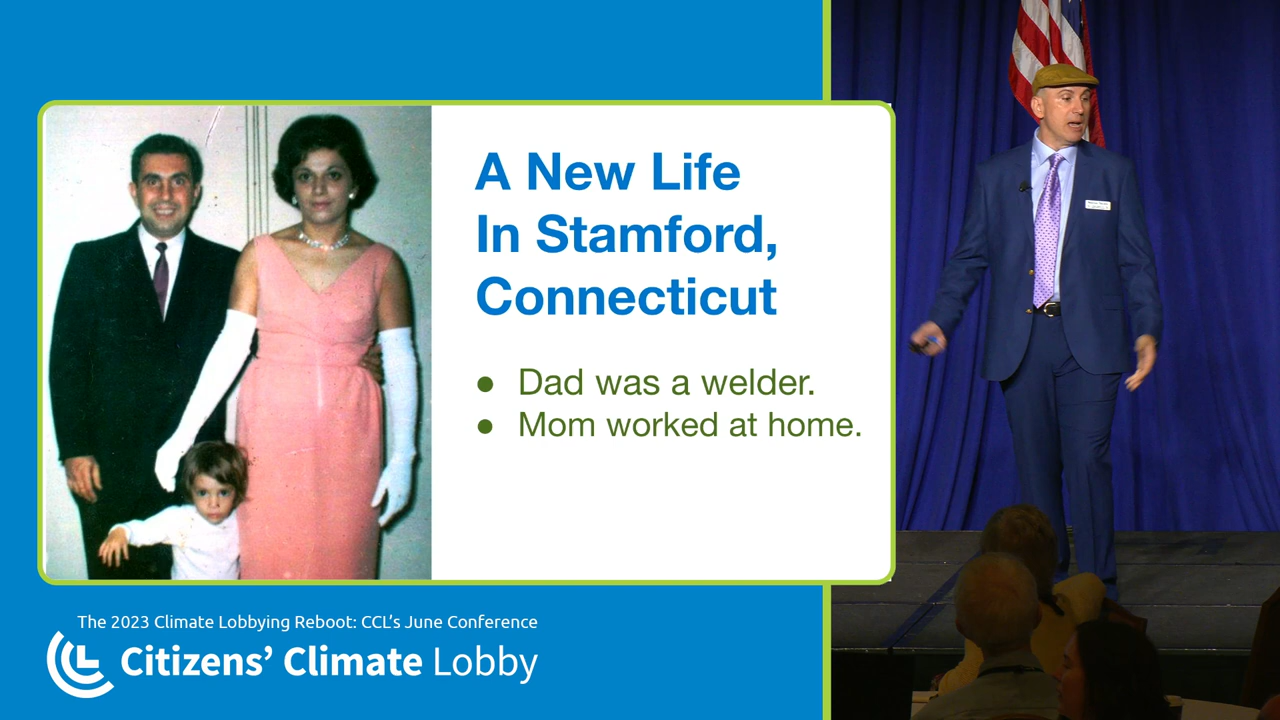 A New Life
In Stamford,
Connecticut
● Dad was a welder.
● Mom worked at home.
The 2023 Climate Lobbying Reboot: CCL's June Conference
Citizens' Climate Lobby